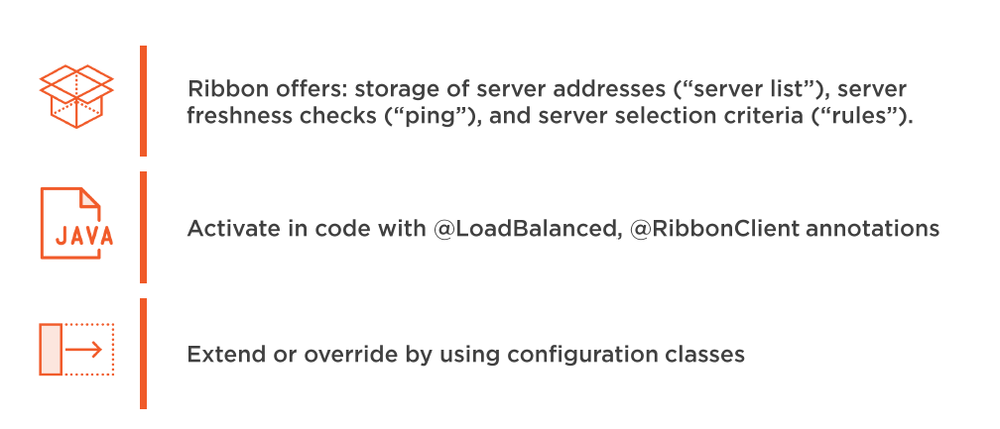 Ribbon offers: storage of server addresses (“server list”), server
freshness checks (“ping”), and server selection criteria (“rules”).
JAVA
Activate in code with @LoadBalanced, @RibbonClient annotations
Extend or override by using configuration classes